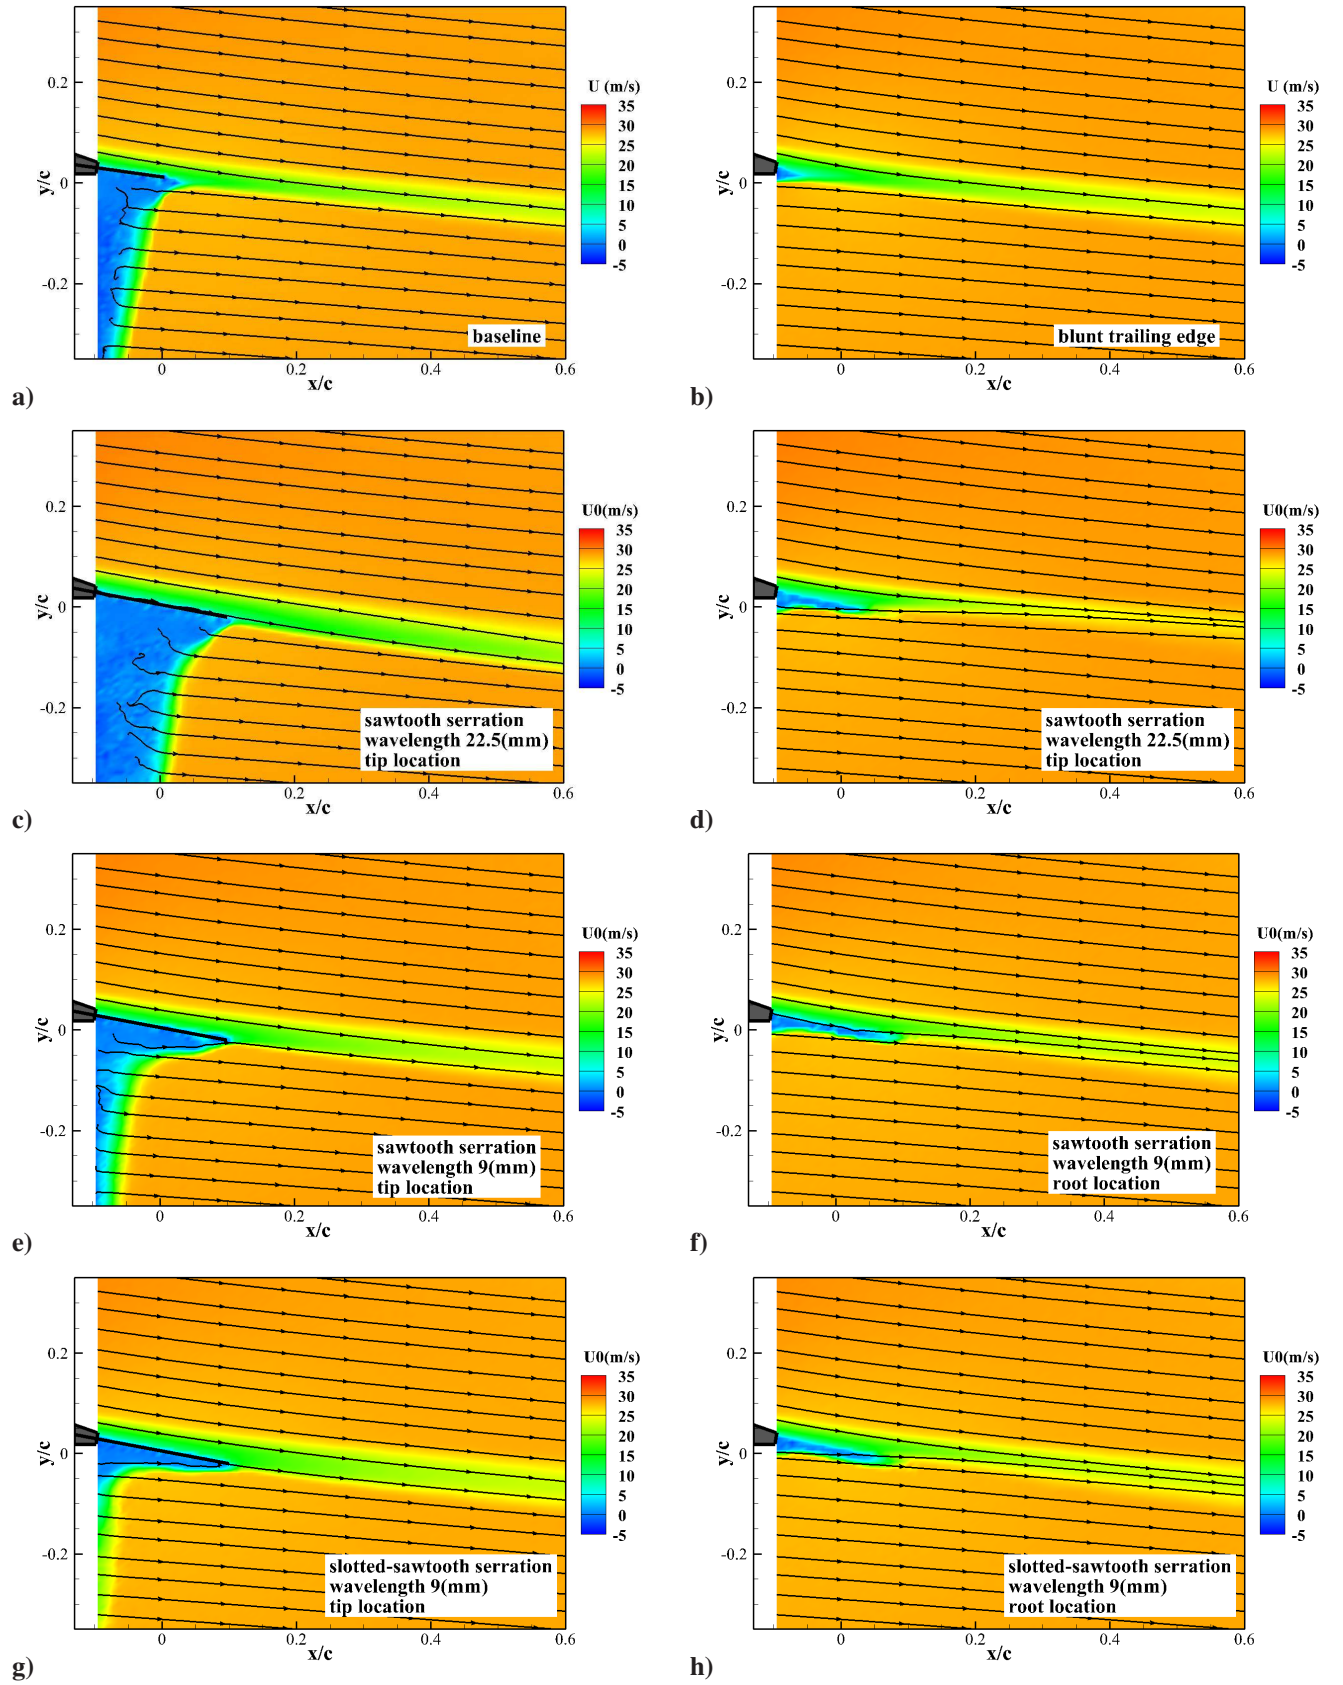 U (m/s)
35
30
25
20
15
10
5
0
-5
0.2
0
-0.2
y/c
0
0.2
0.4
0.6
x/c
baseline
a)
U (m/s)
35
30
25
20
15
10
5
0
-5
0.2
0
-0.2
y/c
0
0.2
0.4
0.6
x/c
blunt trailing edge
b)
U0(m/s)
35
30
25
20
15
10
5
0
-5
0.2
0
-0.2
y/c
sawtooth serration
wavelength 22.5(mm)
tip location
0
0.2
0.4
0.6
x/c
c)
U0(m/s)
35
30
25
20
15
10
5
0
-5
0.2
0
-0.2
y/c
sawtooth serration
wavelength 22.5(mm)
tip location
0
0.2
0.4
0.6
x/c
d)
U0(m/s)
35
30
25
20
15
10
5
0
-5
0.2
0
-0.2
y/c
sawtooth serration
wavelength 9(mm)
tip location
0
0.2
0.4
0.6
x/c
e)
U0(m/s)
35
30
25
20
15
10
5
0
-5
0.2
0
-0.2
y/c
sawtooth serration
wavelength 9(mm)
root location
0
0.2
0.4
0.6
x/c
f)
U0(m/s)
35
30
25
20
15
10
5
0
-5
0.2
0
-0.2
y/c
slotted-sawtooth serration
wavelength 9(mm)
tip location
0
0.2
0.4
0.6
x/c
g)
U0(m/s)
35
30
25
20
15
10
5
0
-5
0.2
0
-0.2
y/c
slotted-sawtooth serration
wavelength 9(mm)
root location
0
0.2
0.4
0.6
x/c
h)